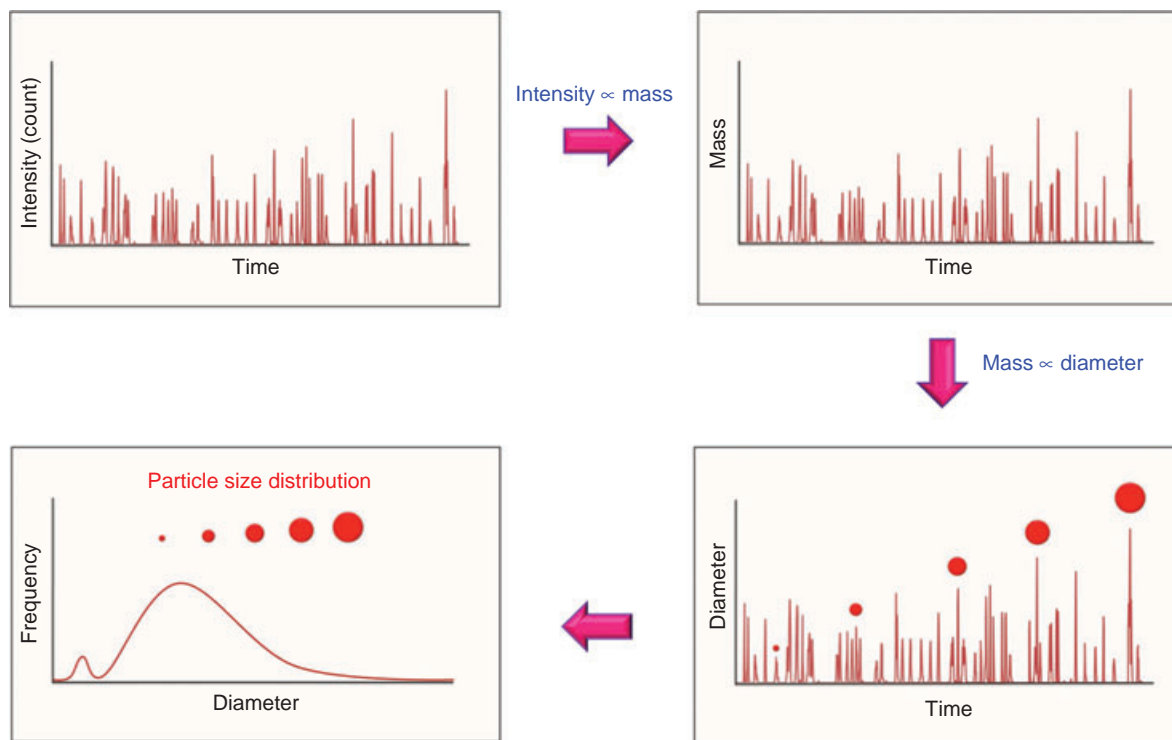 Intensity (count)
Time
Intensity ∝ mass
Mass
Time
Mass ∝ diameter
Diameter
Time
Particle size distribution
Frequency
Diameter